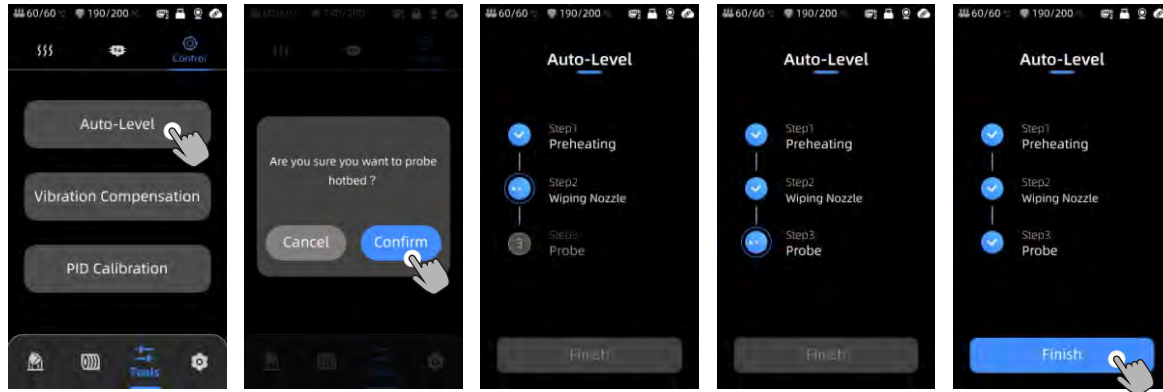 60/60 190/200
Control
Auto-Level
Vibration Compensation
PID Calibration
Tools
Are you sure you want to probe
hotbed ?
Cancel Confirm
60/60 190/200
Auto-Level
Step1
Preheating
Step2
Wiping Nozzle
Step3
3
Probe
Finish
60/60 190/200
Auto-Level
Step1
Preheating
Step2
Wiping Nozzle
Step3
Probe
Finish
60/60 190/200
Auto-Level
Step1
Preheating
Step2
Wiping Nozzle
Step3
Probe
Finish